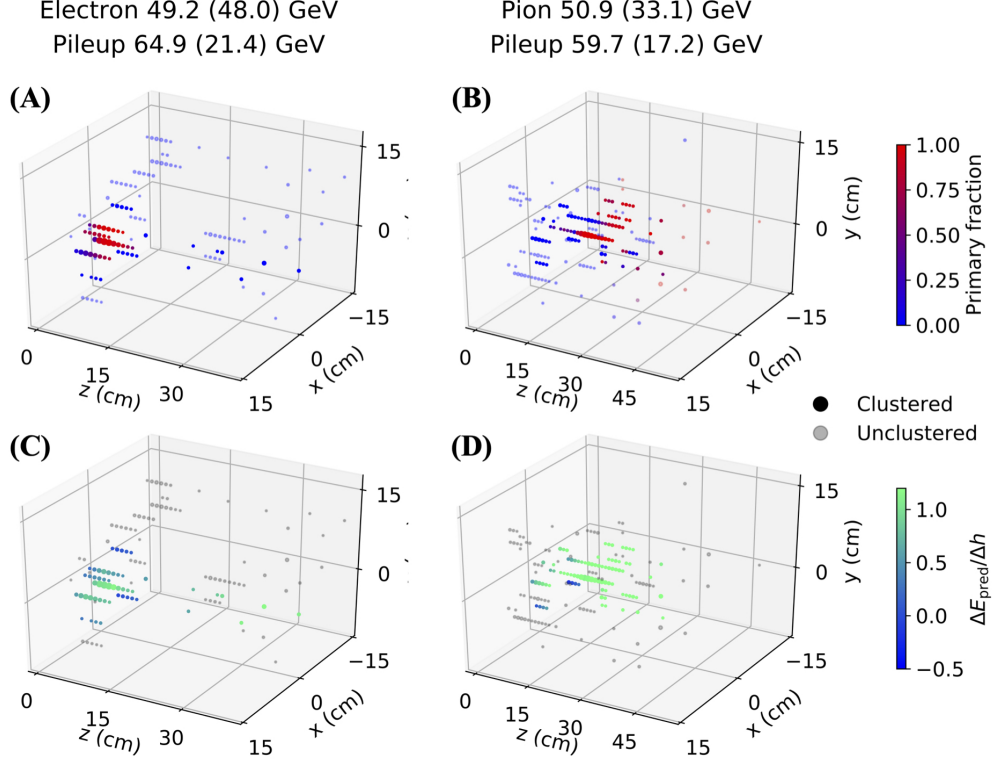 Electron 49.2 (48.0) GeV
Pileup 64.9 (21.4) GeV
Pion 50.9 (33.1) GeV
Pileup 59.7 (17.2) GeV
(A)
15
0
−15
0
15
30
z (cm)
0
x (cm)
15
(B)
15
0
y (cm)
−15
0
15
30
45
z (cm)
0
x (cm)
15
1.00
0.75
0.50
0.25
0.00
Primary fraction
Clustered
Unclustered
(C)
15
0
−15
0
15
30
z (cm)
0
x (cm)
15
(D)
15
0
y (cm)
−15
0
15
30
45
z (cm)
0
x (cm)
15
1.0
0.5
0.0
−0.5
ΔE_pred/Δh